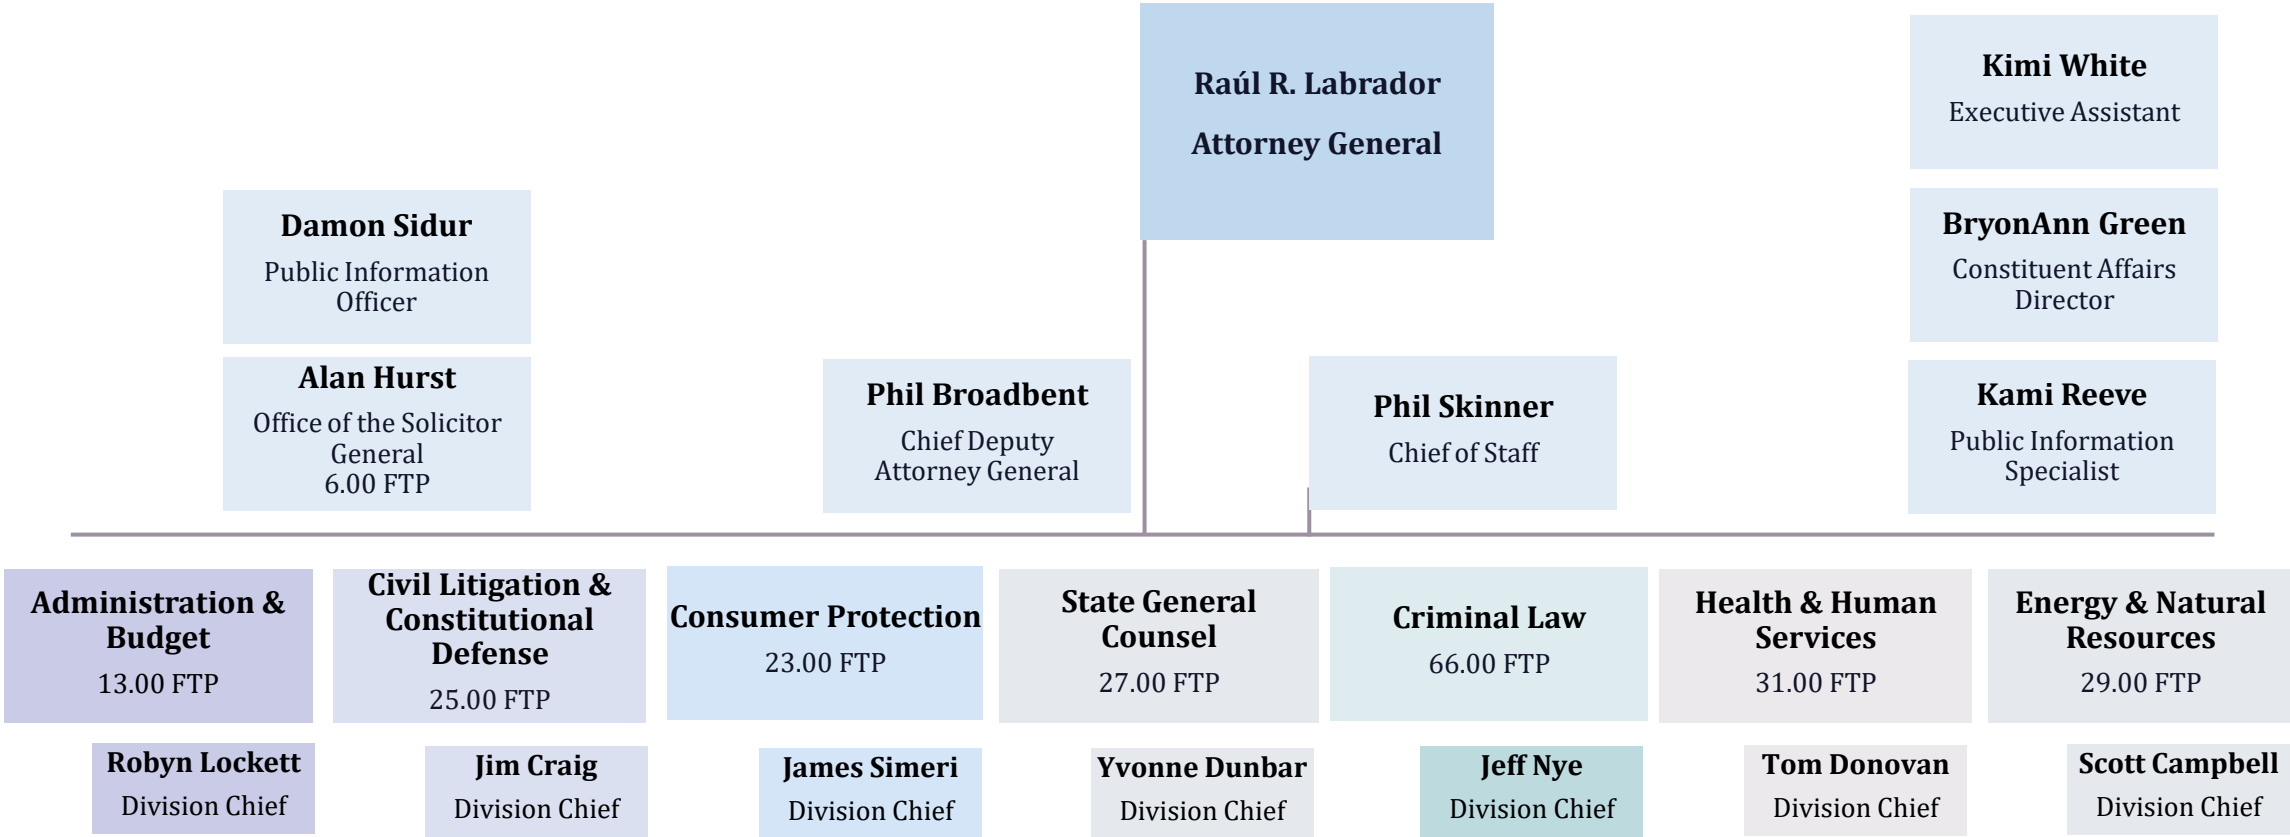 Raúl R. Labrador
Attorney General
Kimi White
Executive Assistant
Damon Sidur
Public Information
Officer
BryonAnn Green
Constituent Affairs
Director
Alan Hurst
Office of the Solicitor
General
6.00 FTP
Phil Broadbent
Chief Deputy
Attorney General
Phil Skinner
Chief of Staff
Kami Reeve
Public Information
Specialist
Administration &
Budget
13.00 FTP
Civil Litigation &
Constitutional
Defense
25.00 FTP
Consumer Protection
23.00 FTP
State General
Counsel
27.00 FTP
Criminal Law
66.00 FTP
Health & Human
Services
31.00 FTP
Energy & Natural
Resources
29.00 FTP
Robyn Lockett
Division Chief
Jim Craig
Division Chief
James Simeri
Division Chief
Yvonne Dunbar
Division Chief
Jeff Nye
Division Chief
Tom Donovan
Division Chief
Scott Campbell
Division Chief